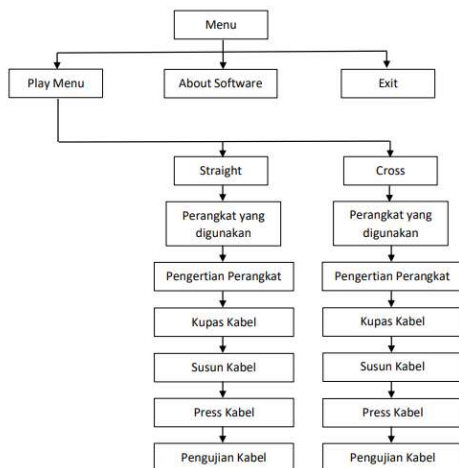 Menu
Play Menu
About Software
Exit
Straight
Cross
Perangkat yang
digunakan
Perangkat yang
digunakan
Pengertian Perangkat
Pengertian Perangkat
Kupas Kabel
Kupas Kabel
Susun Kabel
Susun Kabel
Press Kabel
Press Kabel
Pengujian Kabel
Pengujian Kabel